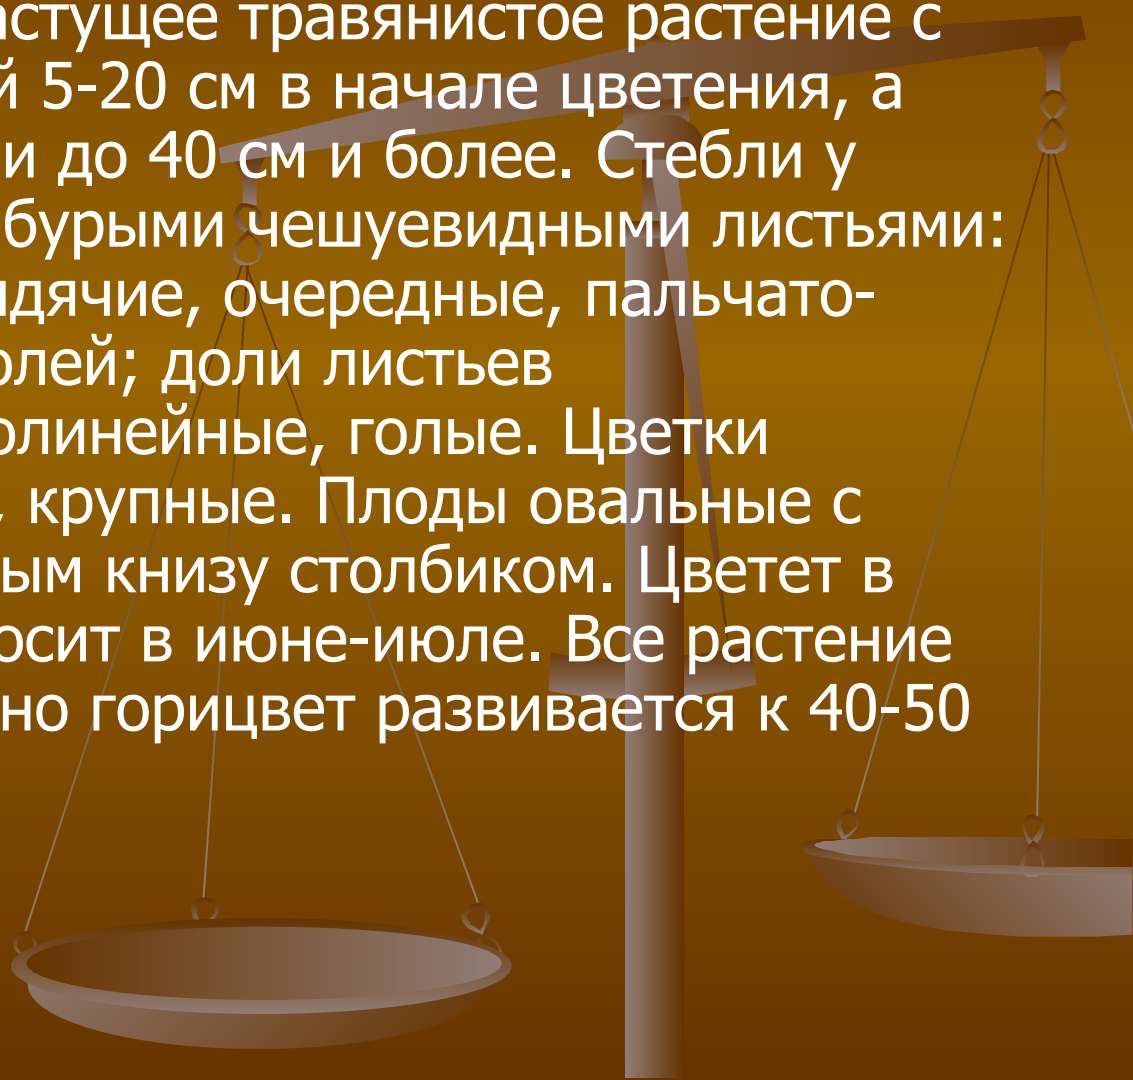 астущее травянистое растение с
й 5-20 см в начале цветения, а
и до 40 см и более. Стебли у
бурыми чешуевидными листьями:
идячие, очередные, пальчато-
олей; доли листьев
олинейные, голые. Цветки
, крупные. Плоды овальные с
ым книзу столбиком. Цветет в
осит в июне-июле. Все растение
но горицвет развивается к 40-50